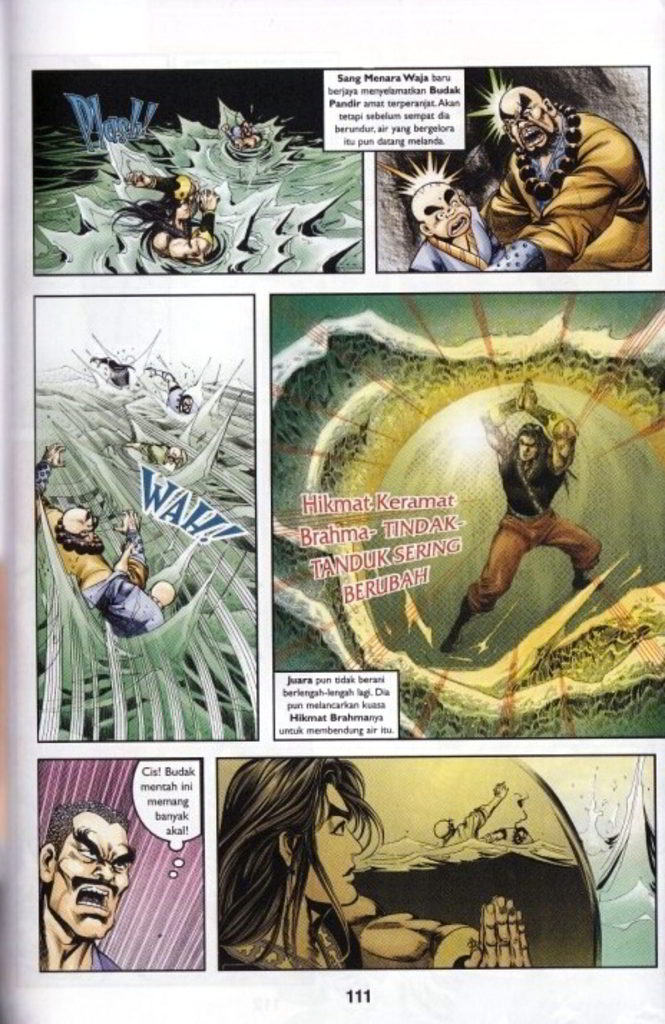 Plash!
Sang Menara Waja baru
berjaya menyelamatkan Budak
Pandir amat terperanjat. Akan
tetapi sebelum sempat dia
berundur, air yang bergelora
itu pun datang melanda.
WAH!!
Hikmat Keramat
Brahma- TINDAK-
TANDUK SERING
BERUBAH
Juara pun tidak berani
berlengah-lengah lagi. Dia
pun melancarkan kuasa
Hikmat Brahmanya
untuk membendung air itu.
Cis! Budak
mentah ini
memang
banyak
akal!
111